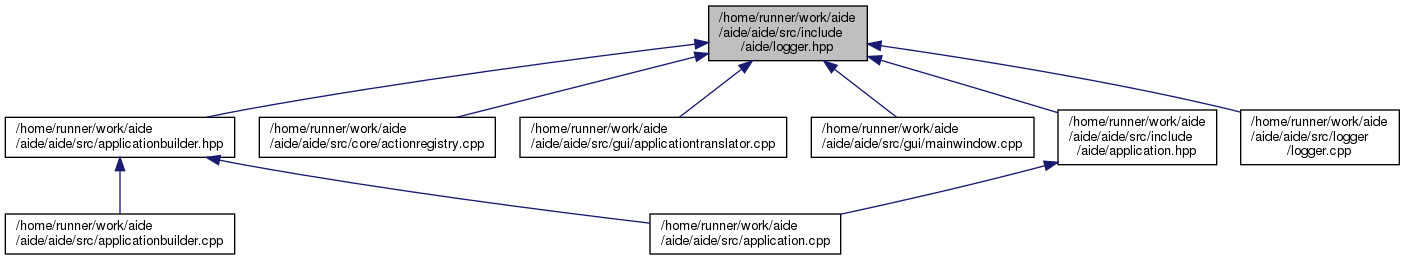 /home/runner/work/aide
/aide/aide/src/include
/aide/logger.hpp
/home/runner/work/aide
/aide/aide/src/applicationbuilder.hpp
/home/runner/work/aide
/aide/aide/src/core/actionregistry.cpp
/home/runner/work/aide
/aide/aide/src/gui/applicationtranslator.cpp
/home/runner/work/aide
/aide/aide/src/gui/mainwindow.cpp
/home/runner/work/aide
/aide/aide/src/include
/aide/application.hpp
/home/runner/work/aide
/aide/aide/src/logger
/logger.cpp
/home/runner/work/aide
/aide/aide/src/applicationbuilder.cpp
/home/runner/work/aide
/aide/aide/src/application.cpp